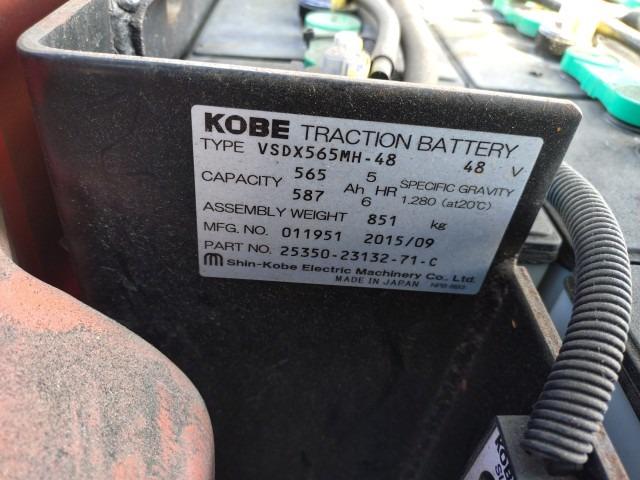 KOBE TRACTION BATTERY
TYPE VSDX565MH-48 48 V
CAPACITY 565 Ah 5 HR SPECIFIC GRAVITY
587 6 1.280 (at20℃)
ASSEMBLY WEIGHT 851 kg
MFG. NO. 011951 2015/09
PART NO. 25350-23132-71-C
Shin-Kobe Electric Machinery Co., Ltd.
MADE IN JAPAN
KOBE